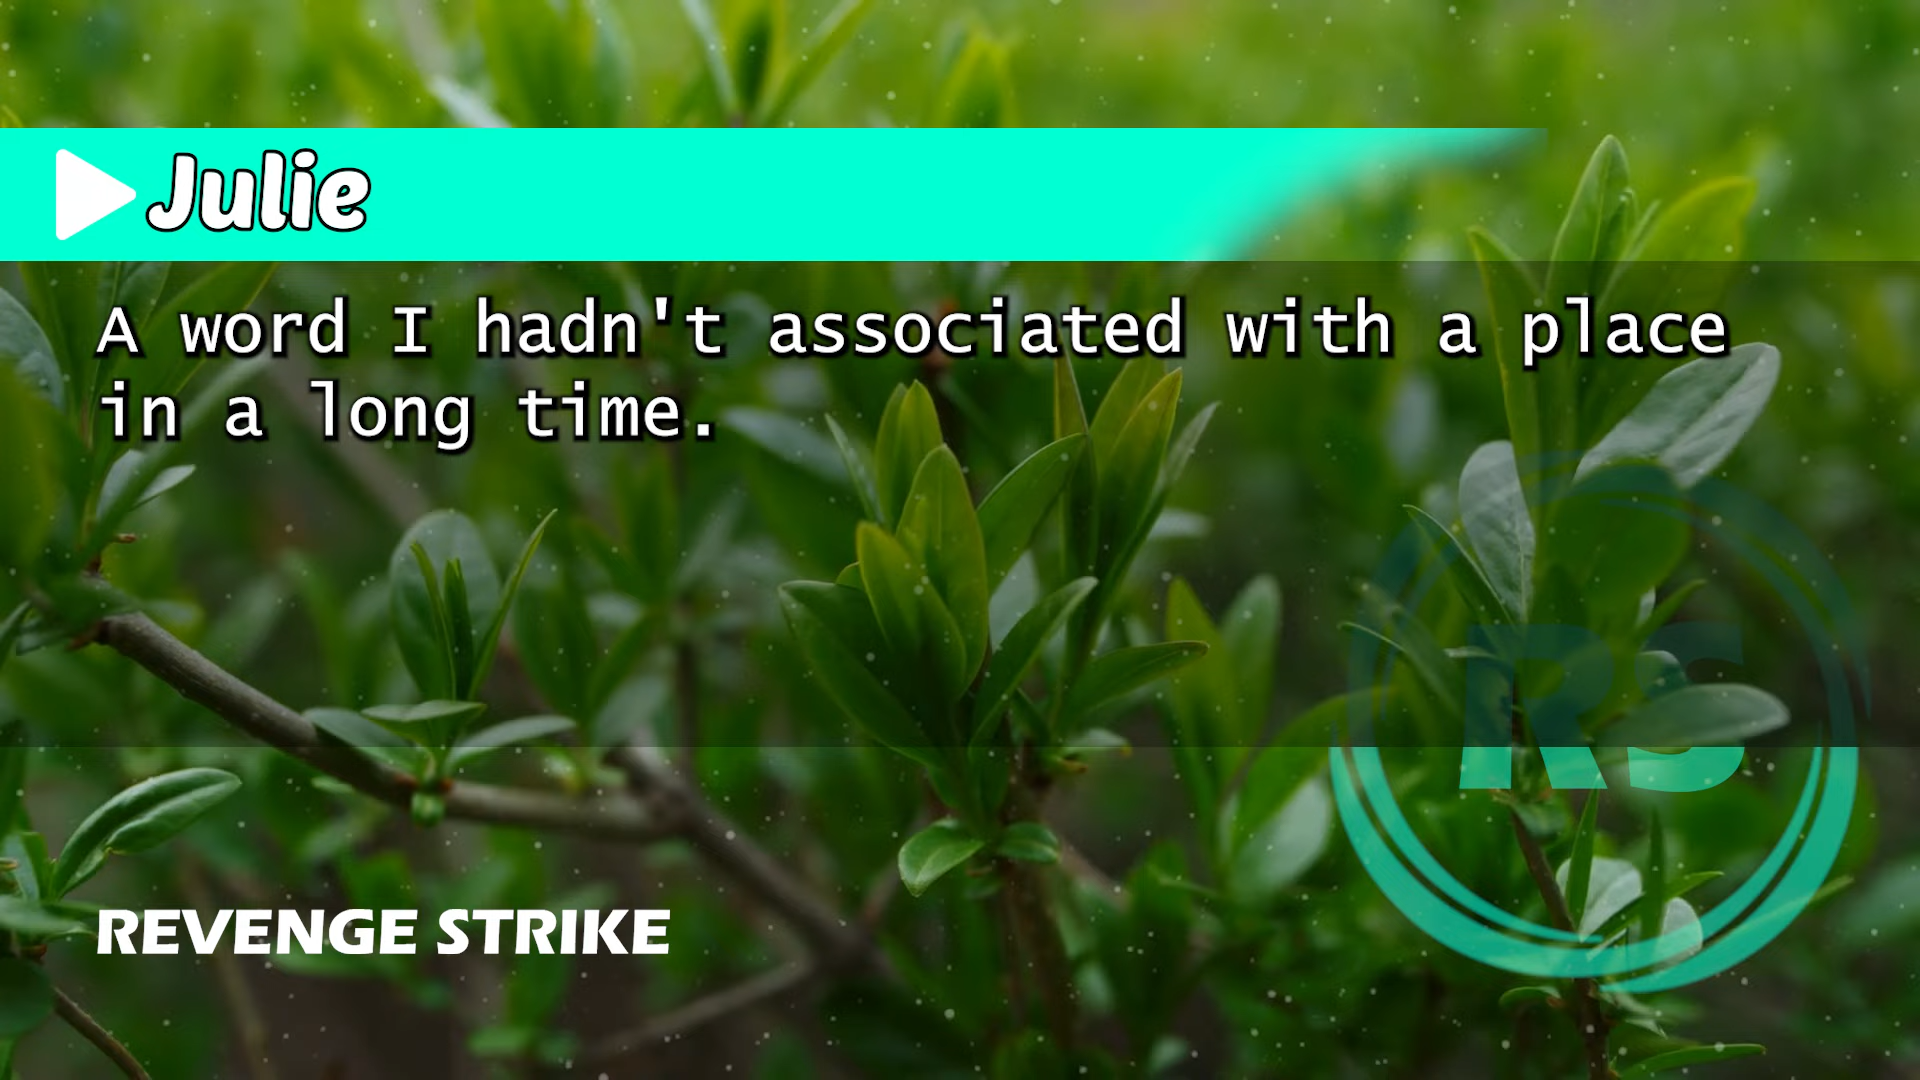 Julie
A word I hadn't associated with a place
in a long time.
RS
REVENGE STRIKE